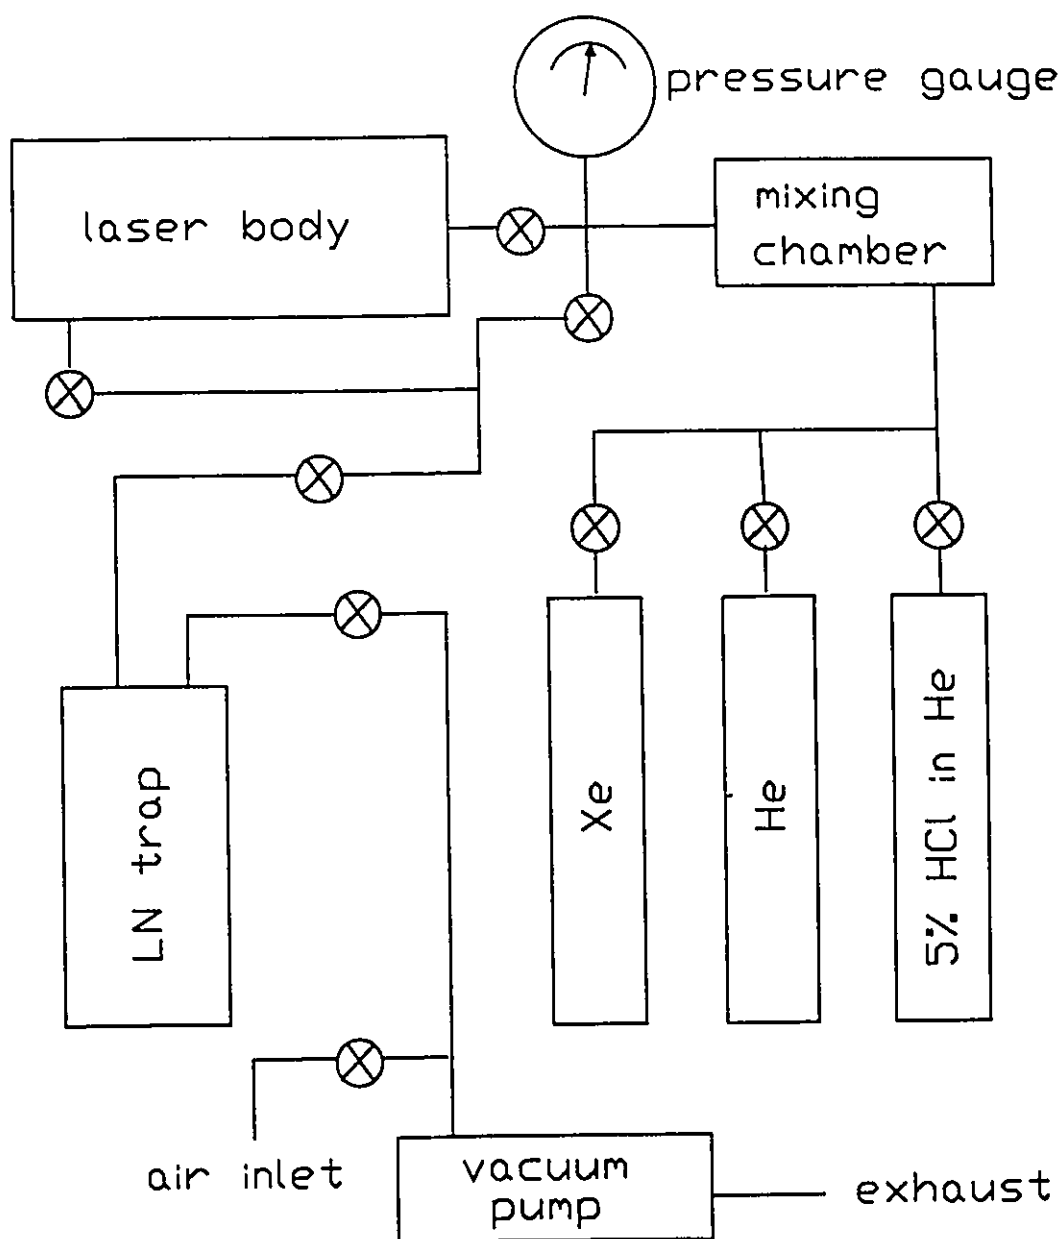 pressure gauge
laser body
mixing
chamber
Xe
He
5% HCl in He
LN trap
air inlet
vacuum
pump
exhaust